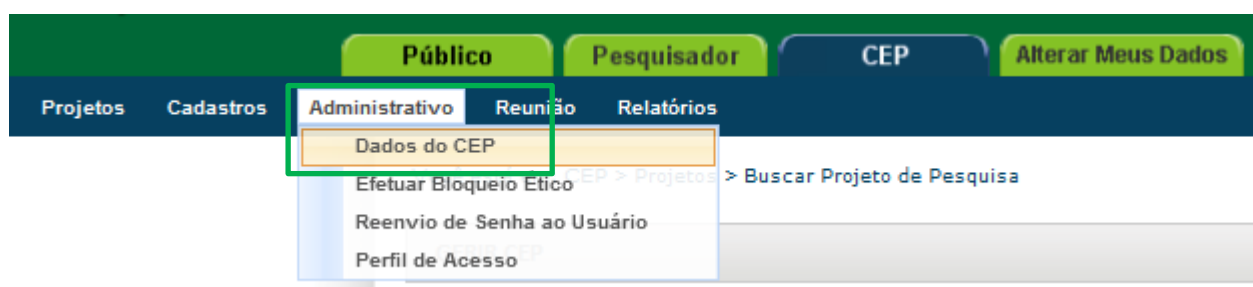 Público Pesquisador CEP Alterar Meus Dados
Projetos Cadastros Administrativo Reunião Relatórios
Dados do CEP
Efetuar Bloqueio Ético CEP > Projetos > Buscar Projeto de Pesquisa
Reenvio de Senha ao Usuário
Perfil de Acesso CEP